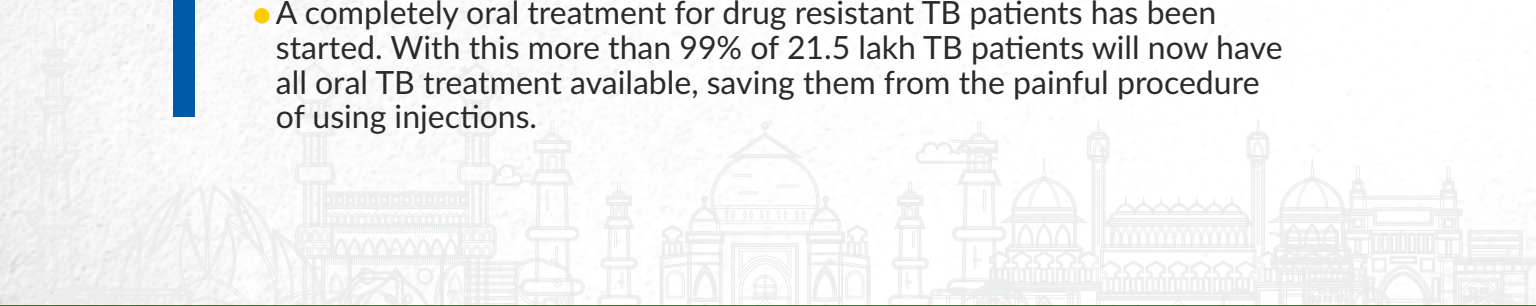 A completely oral treatment for drug resistant TB patients has been
started. With this more than 99% of 21.5 lakh TB patients will now have
all oral TB treatment available, saving them from the painful procedure
of using injections.